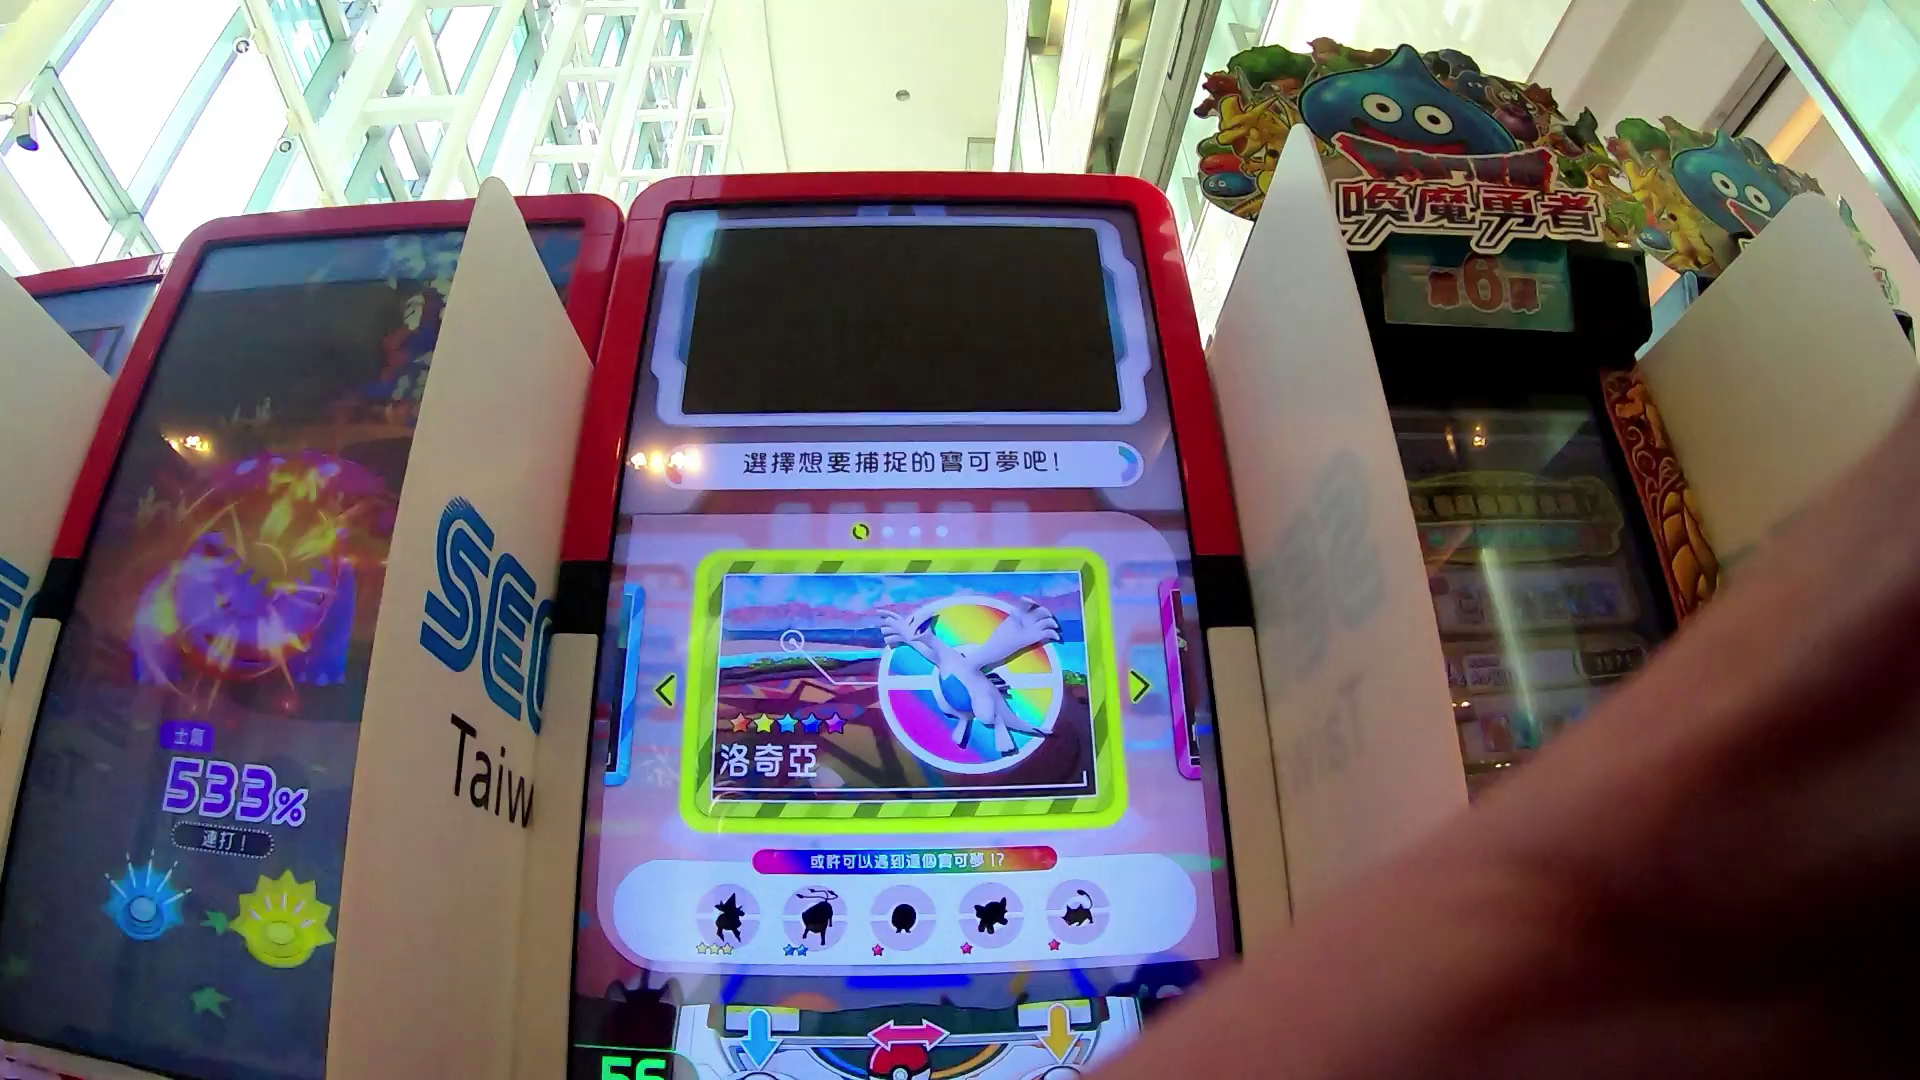 喚魔勇者
第6彈
選擇想要捕捉的寶可夢吧!
SEG
Taiw
洛奇亞
士氣
533%
連打!
或許可以遇到這個寶可夢!?
56